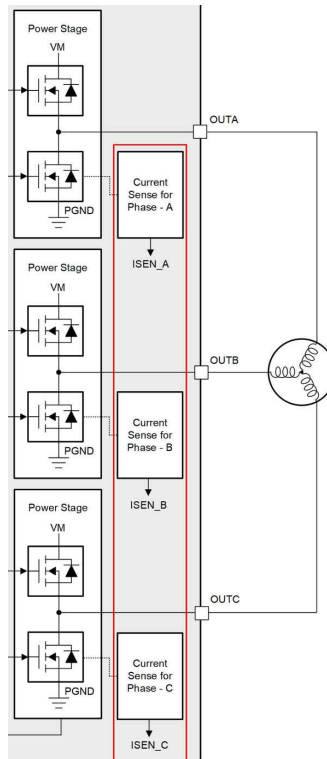 Power Stage
VM
OUTA
Current
Sense for
Phase - A
PGND
ISEN_A
Power Stage
VM
OUTB
Current
Sense for
Phase - B
PGND
ISEN_B
Power Stage
VM
OUTC
Current
Sense for
Phase - C
PGND
ISEN_C